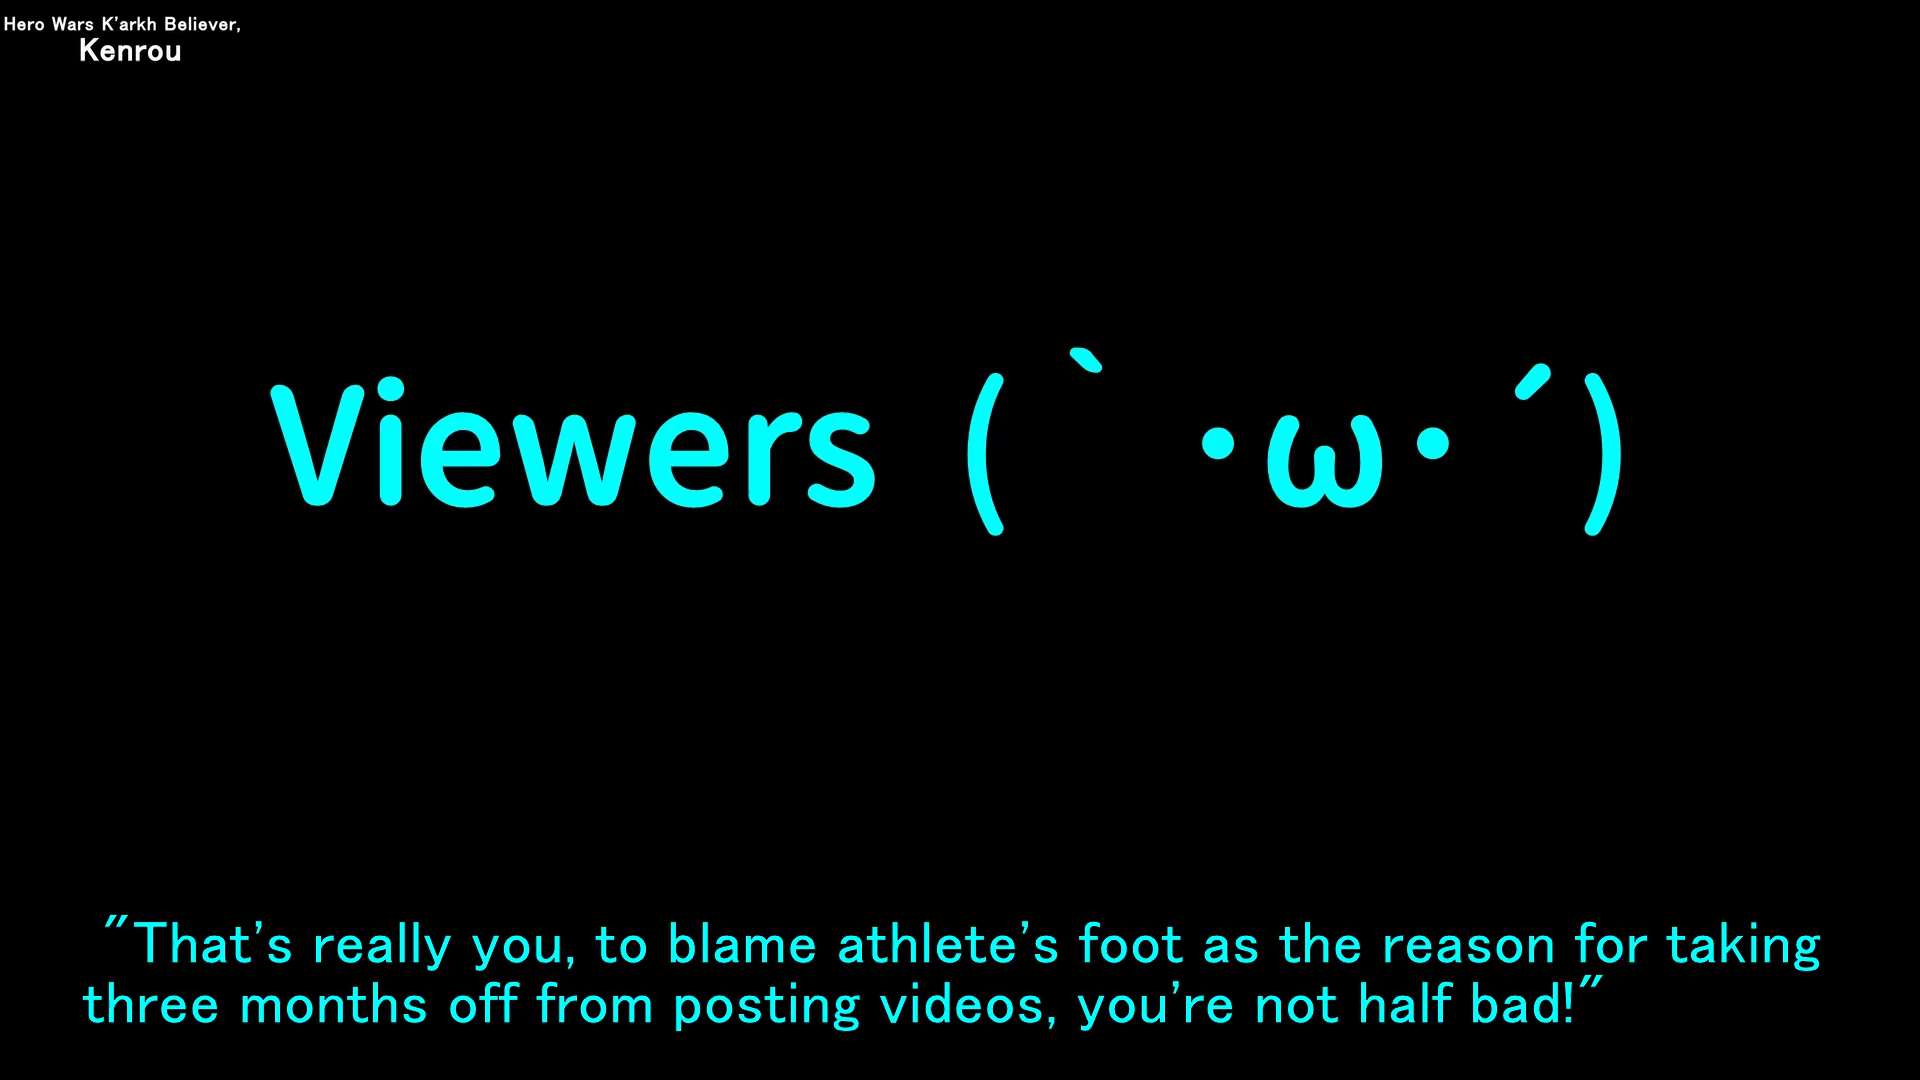 Hero Wars K'arkh Believer,
Kenrou
Viewers (｀・ω・´)
"That's really you, to blame athlete's foot as the reason for taking
three months off from posting videos, you're not half bad!"